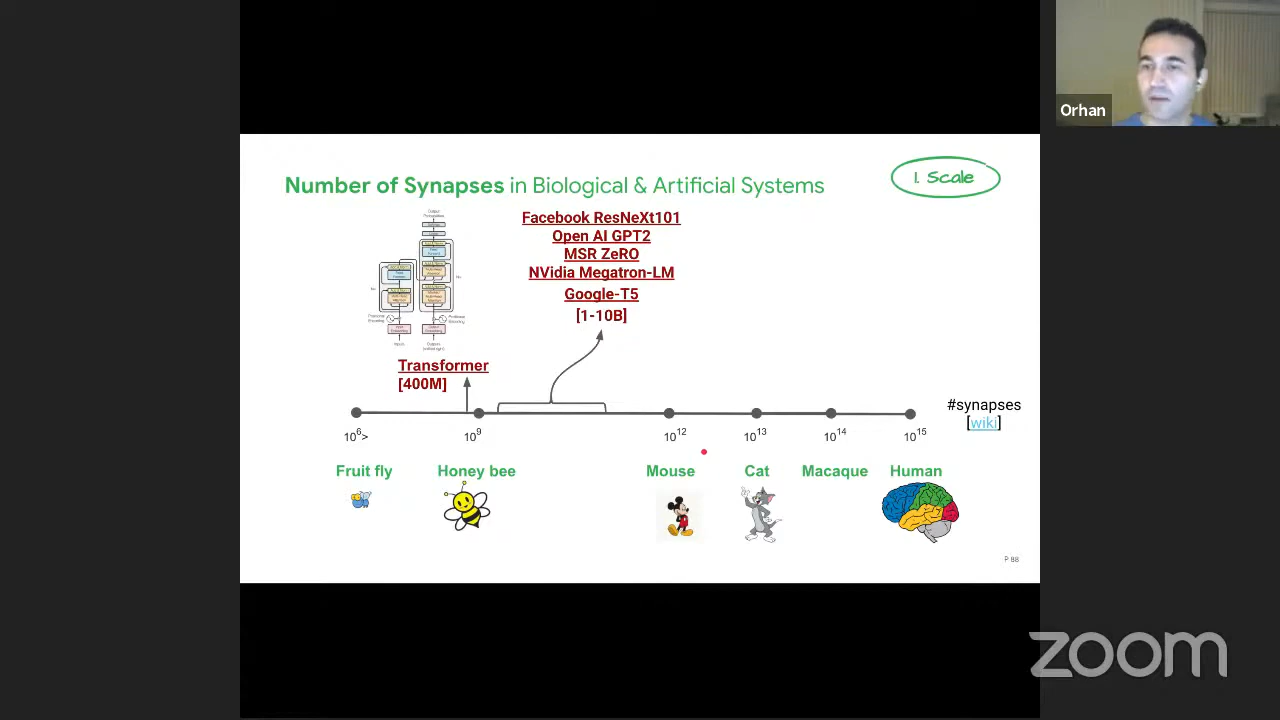 Orhan
Number of Synapses in Biological & Artificial Systems
1. Scale
Facebook ResNeXt101
Open AI GPT2
MSR ZeRO
NVidia Megatron-LM
Google-T5
[1-10B]
Transformer
[400M]
#synapses
[wiki]
10⁶>
10⁹
10¹²
10¹³
10¹⁴
10¹⁵
Fruit fly
Honey bee
Mouse
Cat
Macaque
Human
P 88
zoom